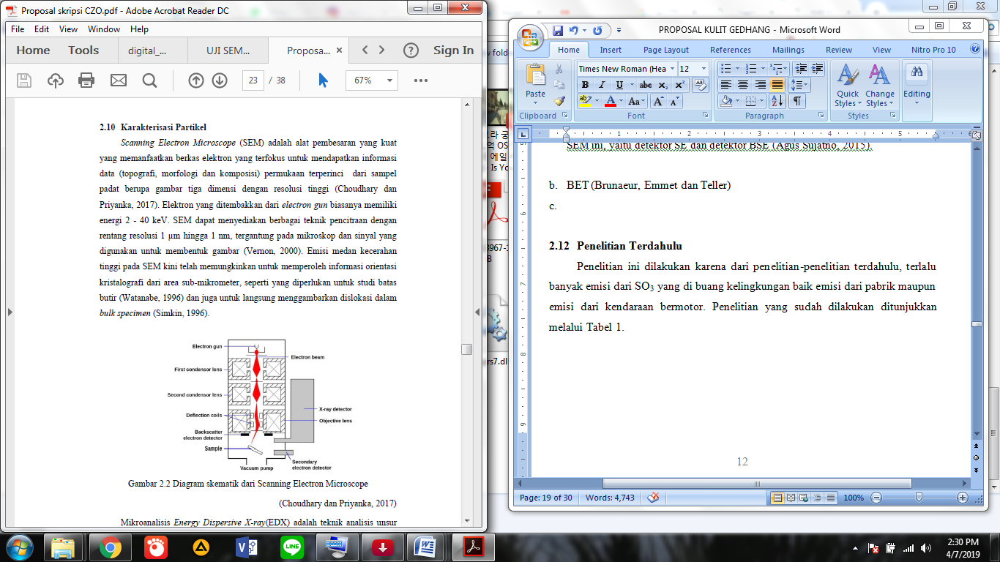 Proposal skripsi CZO.pdf - Adobe Acrobat Reader DC
File Edit View Window Help
Home Tools digital_... UJI SEM... Proposa... × Sign In
23 / 38 67%
2.10 Karakterisasi Partikel
Scanning Electron Microscope (SEM) adalah alat pembesaran yang kuat
yang memanfaatkan berkas elektron yang terfokus untuk mendapatkan informasi
data (topografi, morfologi dan komposisi) permukaan terperinci dari sampel
padat berupa gambar tiga dimensi dengan resolusi tinggi (Choudhary dan
Priyanka, 2017). Elektron yang ditembakkan dari electron gun biasanya memiliki
energi 2 - 40 keV. SEM dapat menyediakan berbagai teknik pencitraan dengan
rentang resolusi 1 μm hingga 1 nm, tergantung pada mikroskop dan sinyal yang
digunakan untuk membentuk gambar (Vernon, 2000). Emisi medan kecerahan
tinggi pada SEM kini telah memungkinkan untuk memperoleh informasi orientasi
kristalografi dari area sub-mikrometer, seperti yang diperlukan untuk studi batas
butir (Watanabe, 1996) dan juga untuk langsung menggambarkan dislokasi dalam
bulk specimen (Simkin, 1996).
Electron gun
Electron beam
First condensor lens
Second condensor lens
X-ray detector
Deflection coils
Objective lens
Backscatter
electron detector
Sample
Secondary
electron detector
Vacuum pump
Gambar 2.2 Diagram skematik dari Scanning Electron Microscope
(Choudhary dan Priyanka, 2017)
Mikroanalisis Energy Dispersive X-ray(EDX) adalah teknik analisis unsur
PROPOSAL KULIT GEDHANG - Microsoft Word
Home Insert Page Layout References Mailings Review View Nitro Pro 10
Times New Roman (Hea 12
Paste
Quick Styles
Change Styles
Editing
Clipboard Font Paragraph Styles
1 2 3 4 5
SEM ini, yaitu detektor SE dan detektor BSE (Agus Sujatno, 2015).
b. BET (Brunaeur, Emmet dan Teller)
c.
2.12 Penelitian Terdahulu
Penelitian ini dilakukan karena dari penelitian-penelitian terdahulu, terlalu
banyak emisi dari SO₃ yang di buang kelingkungan baik emisi dari pabrik maupun
emisi dari kendaraan bermotor. Penelitian yang sudah dilakukan ditunjukkan
melalui Tabel 1.
12
Page: 19 of 30 Words: 4,743 100%
LINE
2:30 PM
4/7/2019